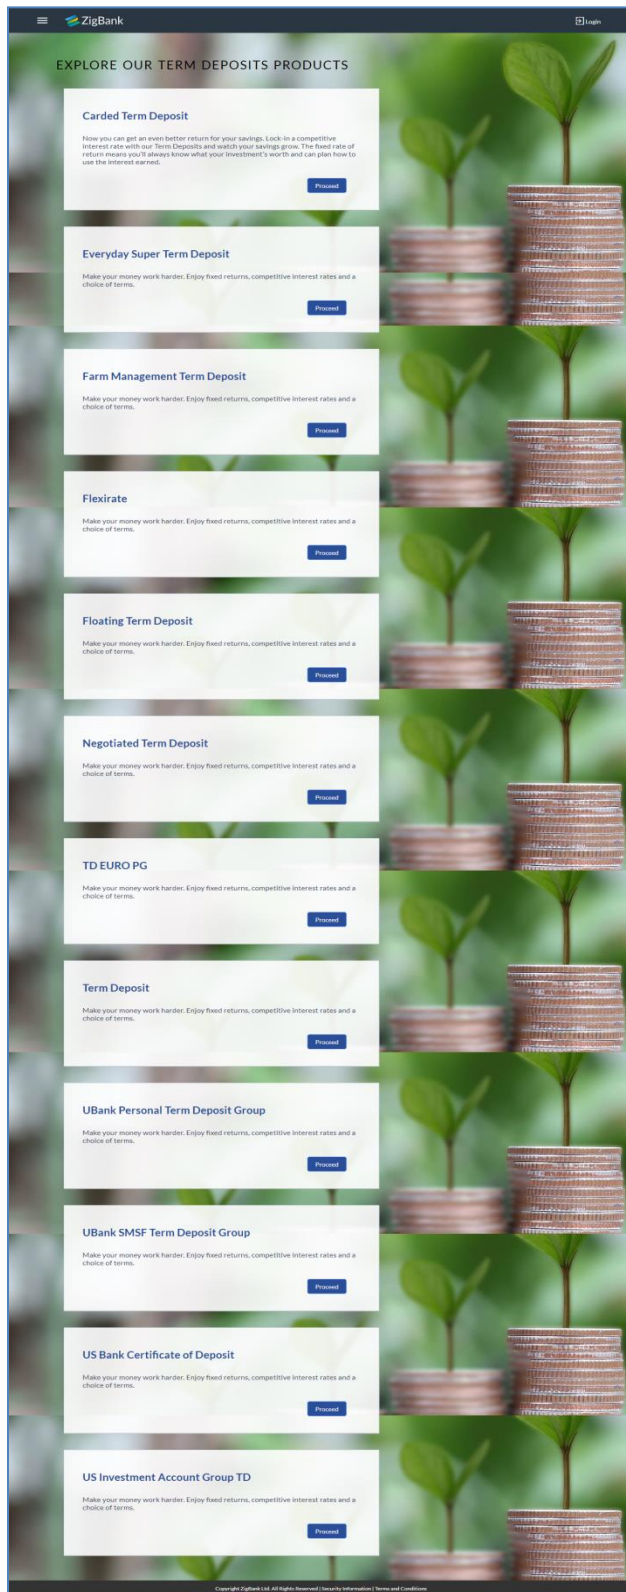 ZigBank
Login
EXPLORE OUR TERM DEPOSITS PRODUCTS
Carded Term Deposit
Now you can get an even better return for your savings. Lock-in a competitive
interest rate with our Term Deposits and watch your savings grow. The fixed rate of
return means you'll always know what your investment's worth and can plan how to
use the interest earned.
Proceed
Everyday Super Term Deposit
Make your money work harder. Enjoy fixed returns, competitive interest rates and a
choice of terms.
Proceed
Farm Management Term Deposit
Make your money work harder. Enjoy fixed returns, competitive interest rates and a
choice of terms.
Proceed
Flexirate
Make your money work harder. Enjoy fixed returns, competitive interest rates and a
choice of terms.
Proceed
Floating Term Deposit
Make your money work harder. Enjoy fixed returns, competitive interest rates and a
choice of terms.
Proceed
Negotiated Term Deposit
Make your money work harder. Enjoy fixed returns, competitive interest rates and a
choice of terms.
Proceed
TD EURO PG
Make your money work harder. Enjoy fixed returns, competitive interest rates and a
choice of terms.
Proceed
Term Deposit
Make your money work harder. Enjoy fixed returns, competitive interest rates and a
choice of terms.
Proceed
UBank Personal Term Deposit Group
Make your money work harder. Enjoy fixed returns, competitive interest rates and a
choice of terms.
Proceed
UBank SMSF Term Deposit Group
Make your money work harder. Enjoy fixed returns, competitive interest rates and a
choice of terms.
Proceed
US Bank Certificate of Deposit
Make your money work harder. Enjoy fixed returns, competitive interest rates and a
choice of terms.
Proceed
US Investment Account Group TD
Make your money work harder. Enjoy fixed returns, competitive interest rates and a
choice of terms.
Proceed
Copyright ZigBank Ltd. All Rights Reserved | Security Information | Terms and Conditions